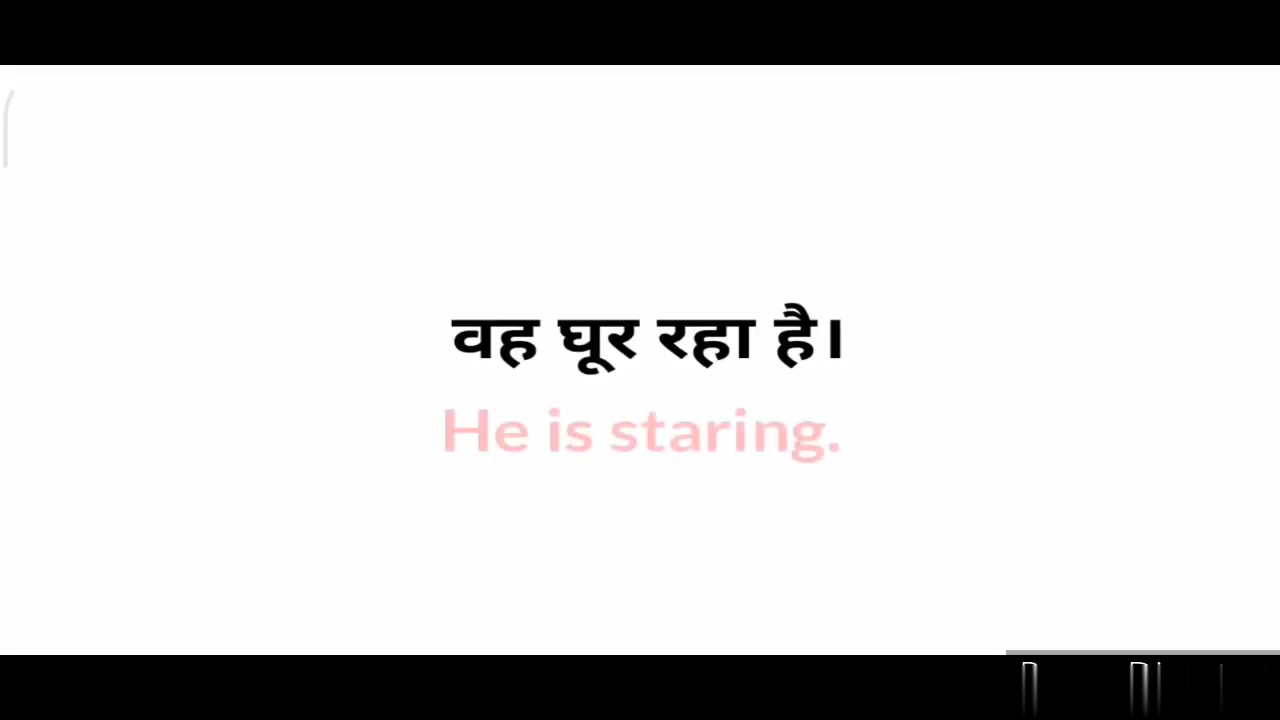 वह घूर रहा है।
He is staring.